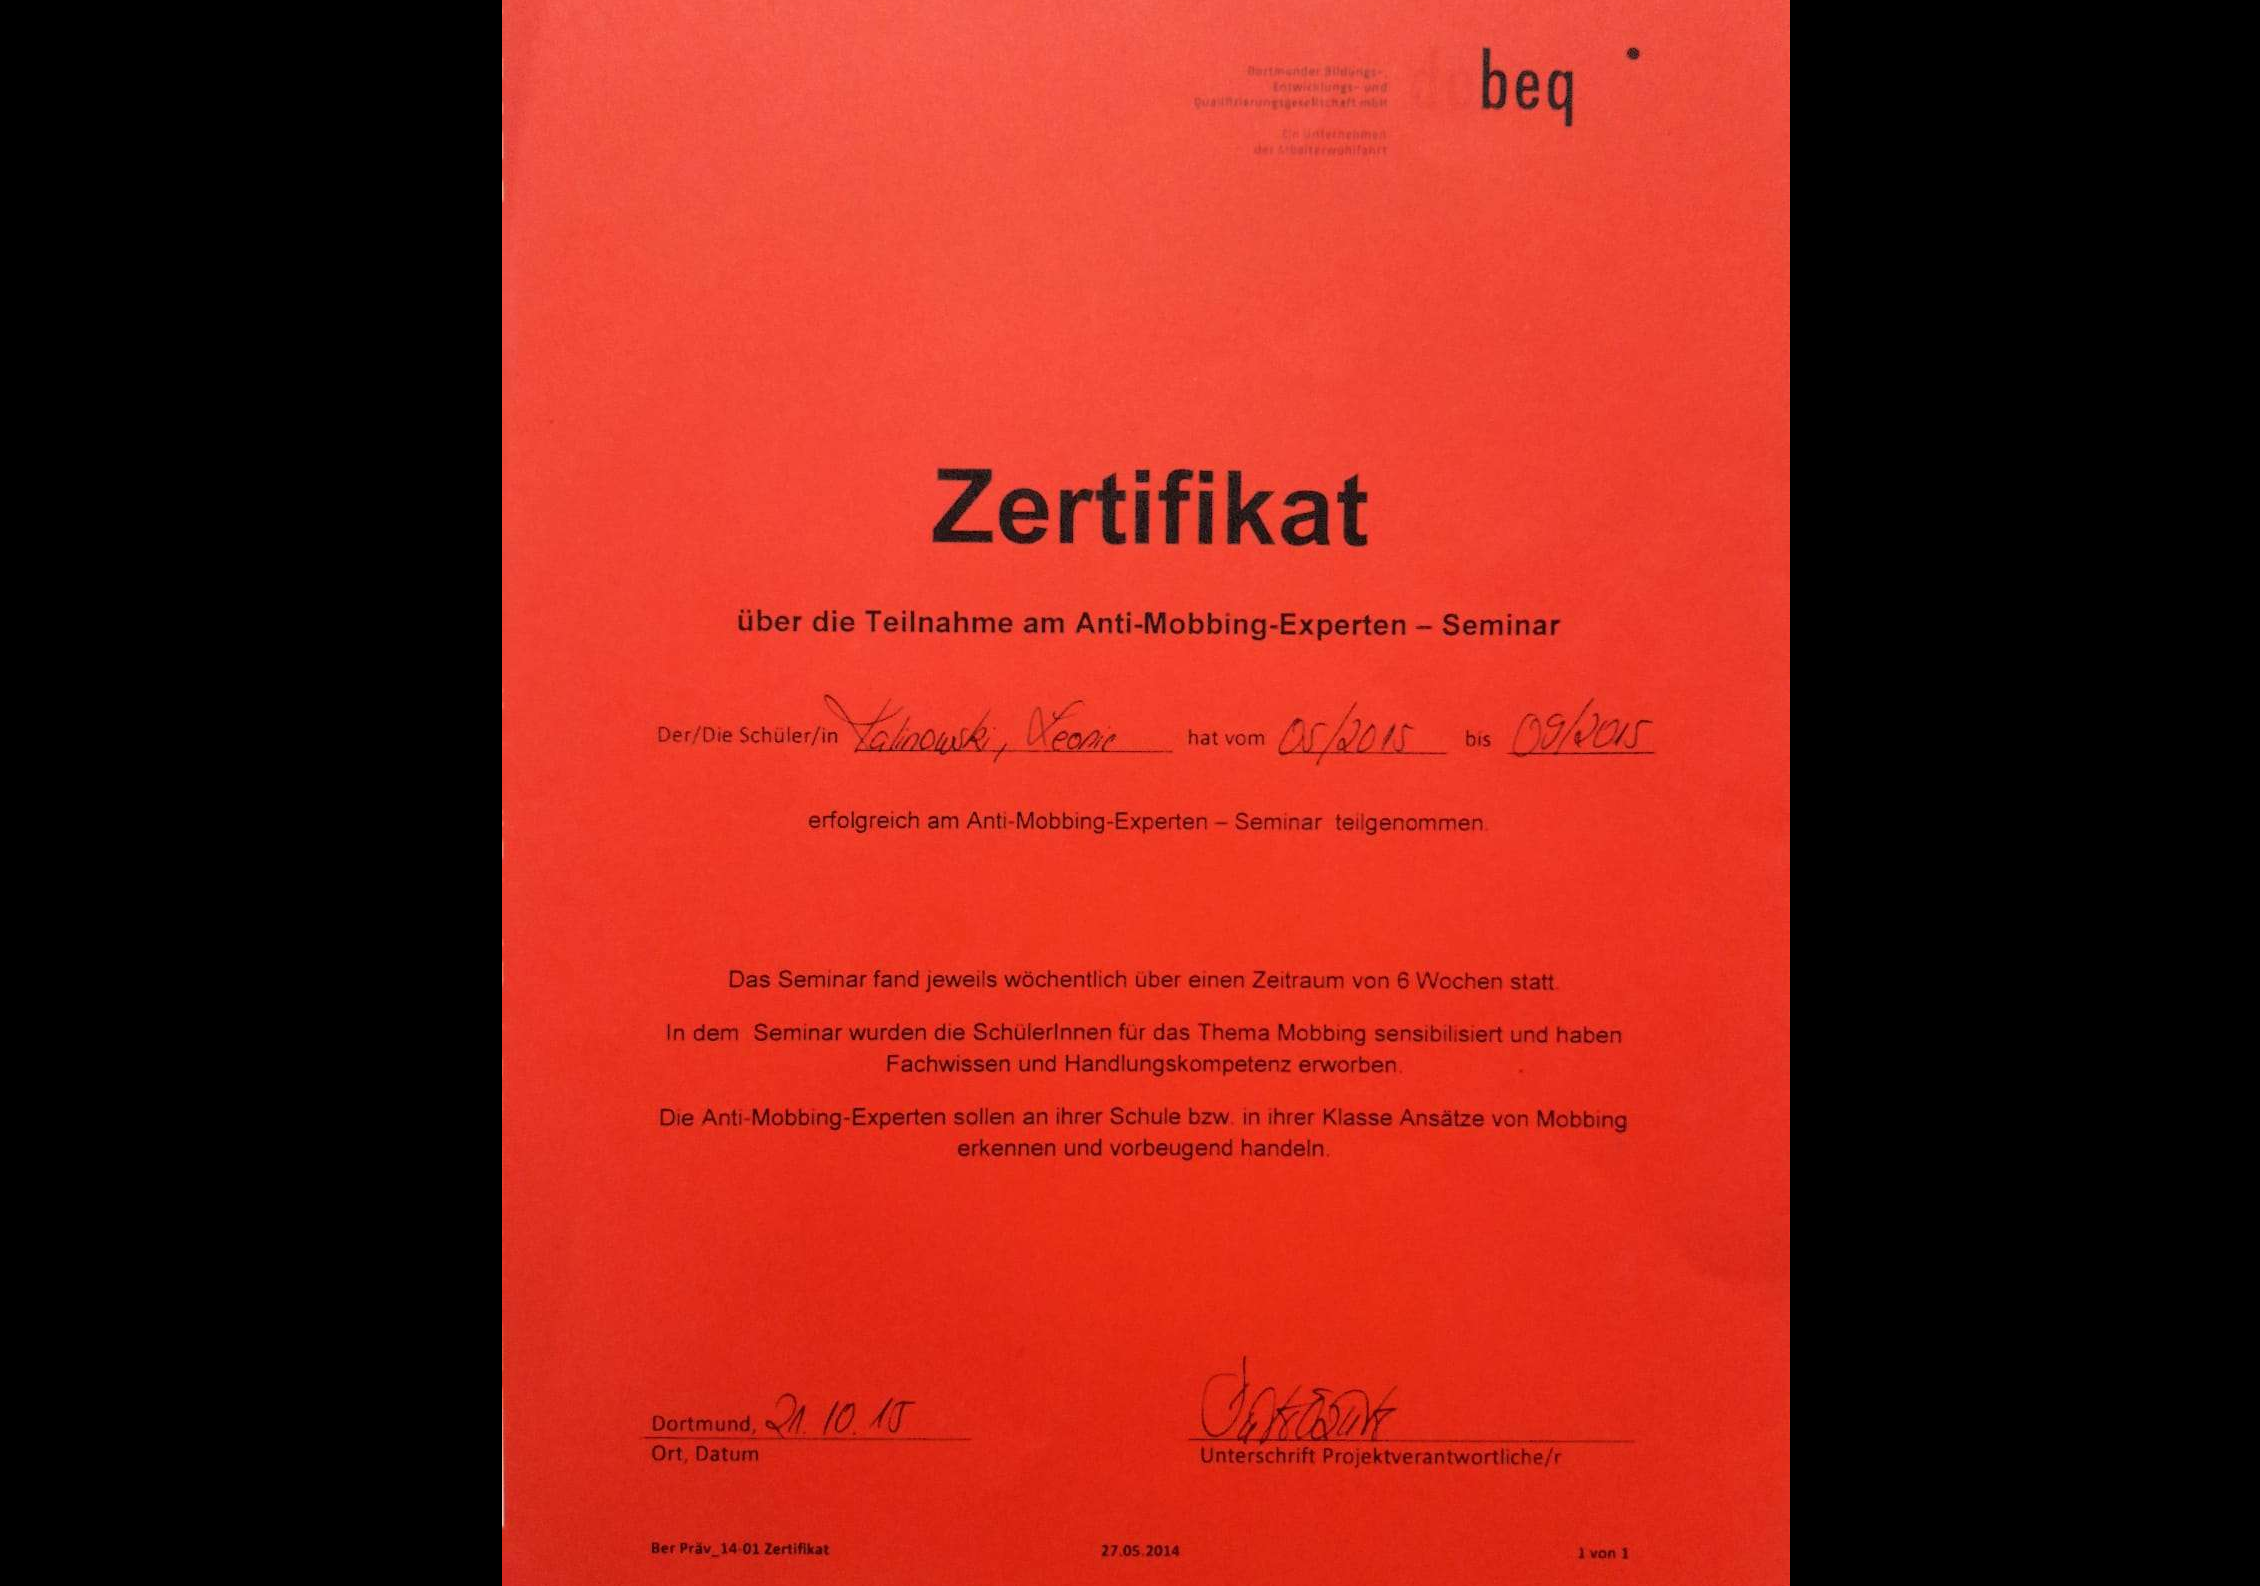 Dortmunder Bildungs-,
Entwicklungs- und
Qualifizierungsgesellschaft mbH
Ein Unternehmen
der Arbeiterwohlfahrt
beq
Zertifikat
über die Teilnahme am Anti-Mobbing-Experten – Seminar
Der/Die Schüler/in Kalinowski, Leonie hat vom 05/2015 bis 09/2015
erfolgreich am Anti-Mobbing-Experten – Seminar teilgenommen.
Das Seminar fand jeweils wöchentlich über einen Zeitraum von 6 Wochen statt.
In dem Seminar wurden die SchülerInnen für das Thema Mobbing sensibilisiert und haben
Fachwissen und Handlungskompetenz erworben.
Die Anti-Mobbing-Experten sollen an ihrer Schule bzw. in ihrer Klasse Ansätze von Mobbing
erkennen und vorbeugend handeln.
Dortmund, 21.10.15
Ort, Datum
Unterschrift Projektverantwortliche/r
Ber Präv_14-01 Zertifikat 27.05.2014 1 von 1